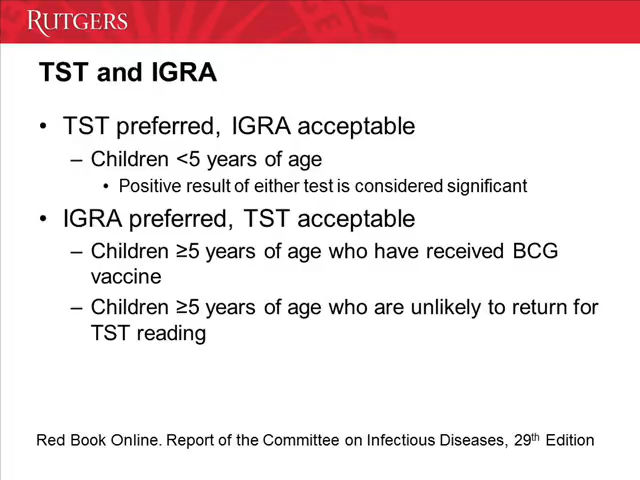 RUTGERS
TST and IGRA
• TST preferred, IGRA acceptable
– Children <5 years of age
• Positive result of either test is considered significant
• IGRA preferred, TST acceptable
– Children ≥5 years of age who have received BCG
vaccine
– Children ≥5 years of age who are unlikely to return for
TST reading
Red Book Online. Report of the Committee on Infectious Diseases, 29th Edition